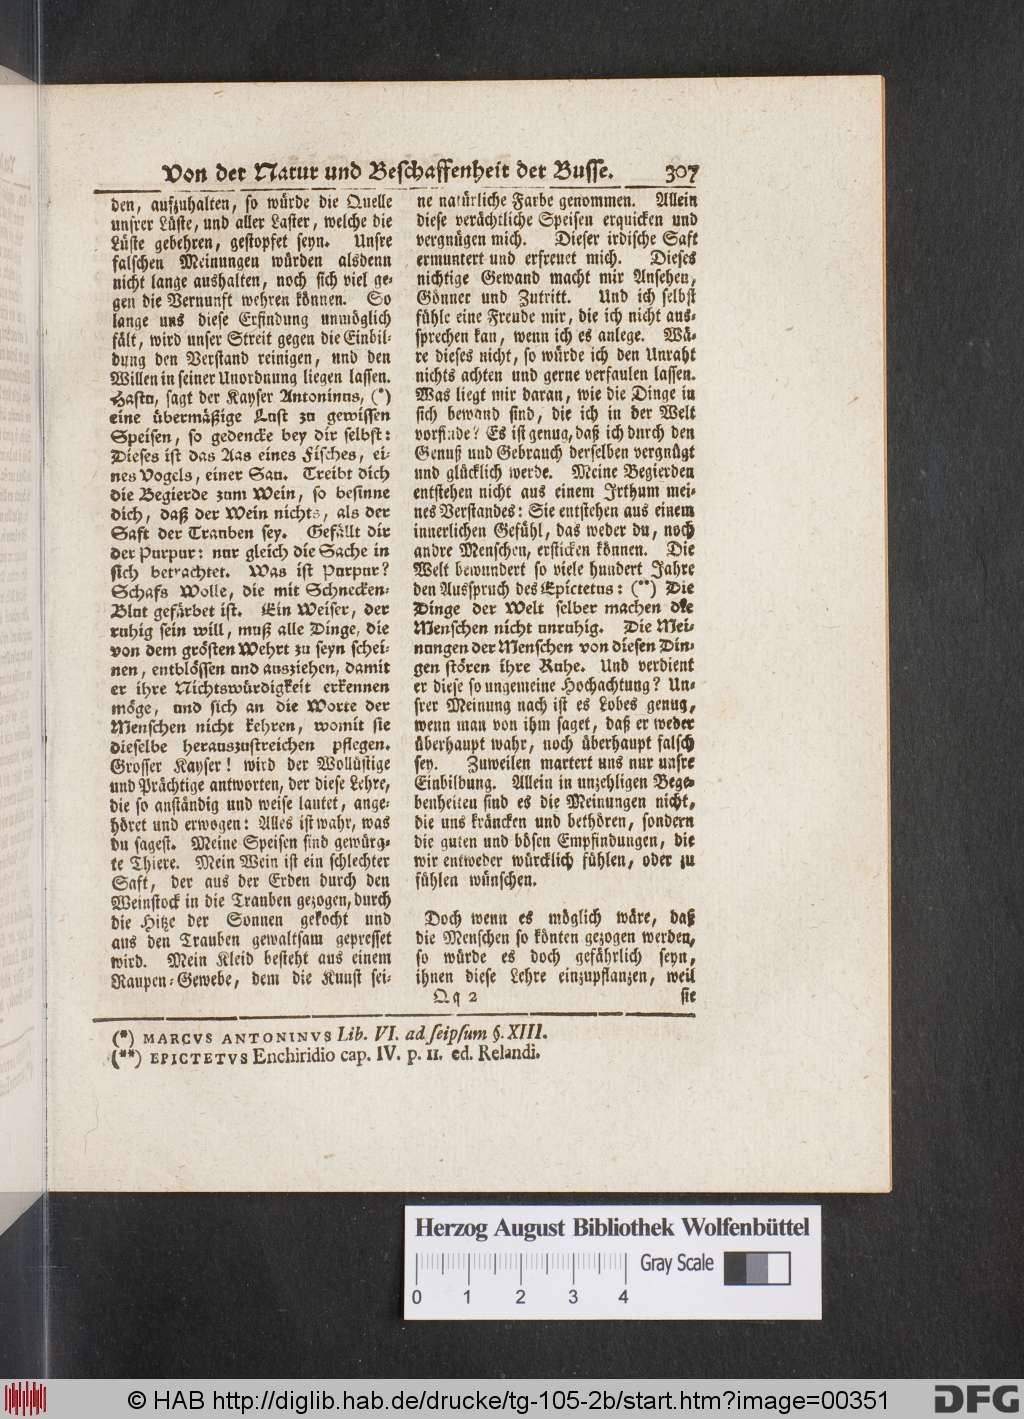 Von der Natur und Beschaffenheit der Busse. 307
den, aufzuhalten, so würde die Quelle
unsrer Lüste, und aller Laster, welche die
Lüste gebehren, gestopfet seyn. Unsre
falschen Meinungen würden alsdenn
nicht lange aushalten, noch sich viel ge-
gen die Vernunft wehren können. So
lange uns diese Erfindung unmöglich
fält, wird unser Streit gegen die Einbil-
dung den Verstand reinigen, und den
Willen in seiner Unordnung liegen lassen.
Hastu, sagt der Kayser Antoninus, (*)
eine übermäßige Lust zu gewissen
Speisen, so gedencke bey dir selbst:
Dieses ist das Aas eines Fisches, ei-
nes Vogels, einer Sau. Treibt dich
die Begierde zum Wein, so besinne
dich, daß der Wein nichts, als der
Saft der Trauben sey. Gefällt dir
der Purpur: nur gleich die Sache in
sich betrachtet. Was ist Purpur?
Schafs Wolle, die mit Schnecken-
Blut gefärbet ist. Ein Weiser, der
ruhig sein will, muß alle Dinge, die
von dem grösten Wehrt zu seyn schei-
nen, entblössen und ausziehen, damit
er ihre Nichtswürdigkeit erkennen
möge, und sich an die Worte der
Menschen nicht kehren, womit sie
dieselbe herauszustreichen pflegen.
Grosser Kayser! wird der Wollüstige
und Prächtige antworten, der diese Lehre,
die so anständig und weise lautet, ange-
höret und erwogen: Alles ist wahr, was
du sagest. Meine Speisen sind gewürg-
te Thiere. Mein Wein ist ein schlechter
Saft, der aus der Erden durch den
Weinstock in die Trauben gezogen, durch
die Hitze der Sonnen gekocht und
aus den Trauben gewaltsam gepresset
wird. Mein Kleid besteht aus einem
Raupen-Gewebe, dem die Kunst sei-
ne natürliche Farbe genommen. Allein
diese verächtliche Speisen erquicken und
vergnügen mich. Dieser irdische Saft
ermuntert und erfreuet mich. Dieses
nichtige Gewand macht mir Ansehen,
Gönner und Zutritt. Und ich selbst
fühle eine Freude mir, die ich nicht aus-
sprechen kan, wenn ich es anlege. Wä-
re dieses nicht, so würde ich den Unraht
nichts achten und gerne verfaulen lassen.
Was liegt mir daran, wie die Dinge in
sich bewand sind, die ich in der Welt
vorfinde? Es ist genug, daß ich durch den
Genuß und Gebrauch derselben vergnügt
und glücklich werde. Meine Begierden
entstehen nicht aus einem Irthum mei-
nes Verstandes: Sie entstehen aus einem
innerlichen Gefühl, das weder du, noch
andre Menschen, ersticken können. Die
Welt bewundert so viele hundert Jahre
den Ausspruch des Epictetus: (**) Die
Dinge der Welt selber machen die
Menschen nicht unruhig. Die Mei-
nungen der Menschen von diesen Din-
gen stören ihre Ruhe. Und verdient
er diese so ungemeine Hochachtung? Un-
srer Meinung nach ist es Lobes genug,
wenn man von ihm saget, daß er weder
überhaupt wahr, noch überhaupt falsch
sey. Zuweilen martert uns nur unsre
Einbildung. Allein in unzehligen Bege-
benheiten sind es die Meinungen nicht,
die uns kräncken und bethören, sondern
die guten und bösen Empfindungen, die
wir entweder würcklich fühlen, oder zu
fühlen wünschen.
Doch wenn es möglich wäre, daß
die Menschen so könten gezogen werden,
so würde es doch gefährlich seyn,
ihnen diese Lehre einzupflanzen, weil
Qq 2 sie
(*) MARCVS ANTONINVS Lib. VI. ad seipsum §. XIII.
(**) EPICTETVS Enchiridio cap. IV. p. 11. ed. Relandi.
Herzog August Bibliothek Wolfenbüttel
Gray Scale
0 1 2 3 4
© HAB http://diglib.hab.de/drucke/tg-105-2b/start.htm?image=00351
DFG